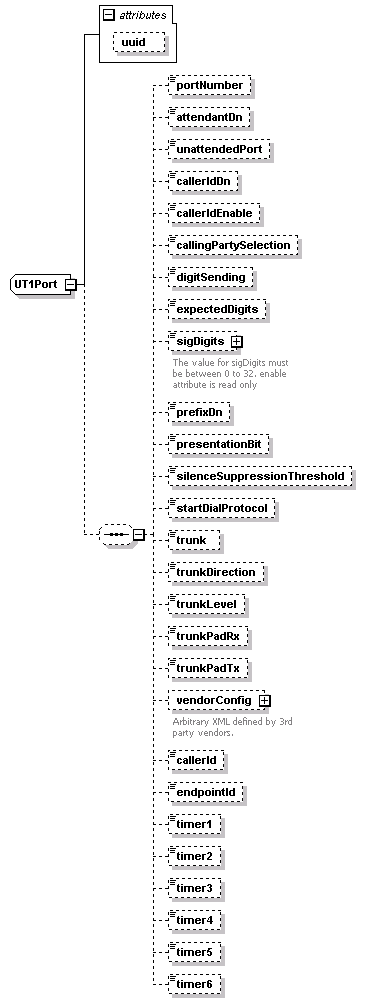 attributes
uuid
portNumber
attendantDn
unattendedPort
callerIdDn
callerIdEnable
callingPartySelection
UT1Port
digitSending
expectedDigits
sigDigits
The value for sigDigits must
be between 0 to 32. enable
attribute is read only
prefixDn
presentationBit
silenceSuppressionThreshold
startDialProtocol
trunk
trunkDirection
trunkLevel
trunkPadRx
trunkPadTx
vendorConfig
Arbitrary XML defined by 3rd
party vendors.
callerId
endpointId
timer1
timer2
timer3
timer4
timer5
timer6